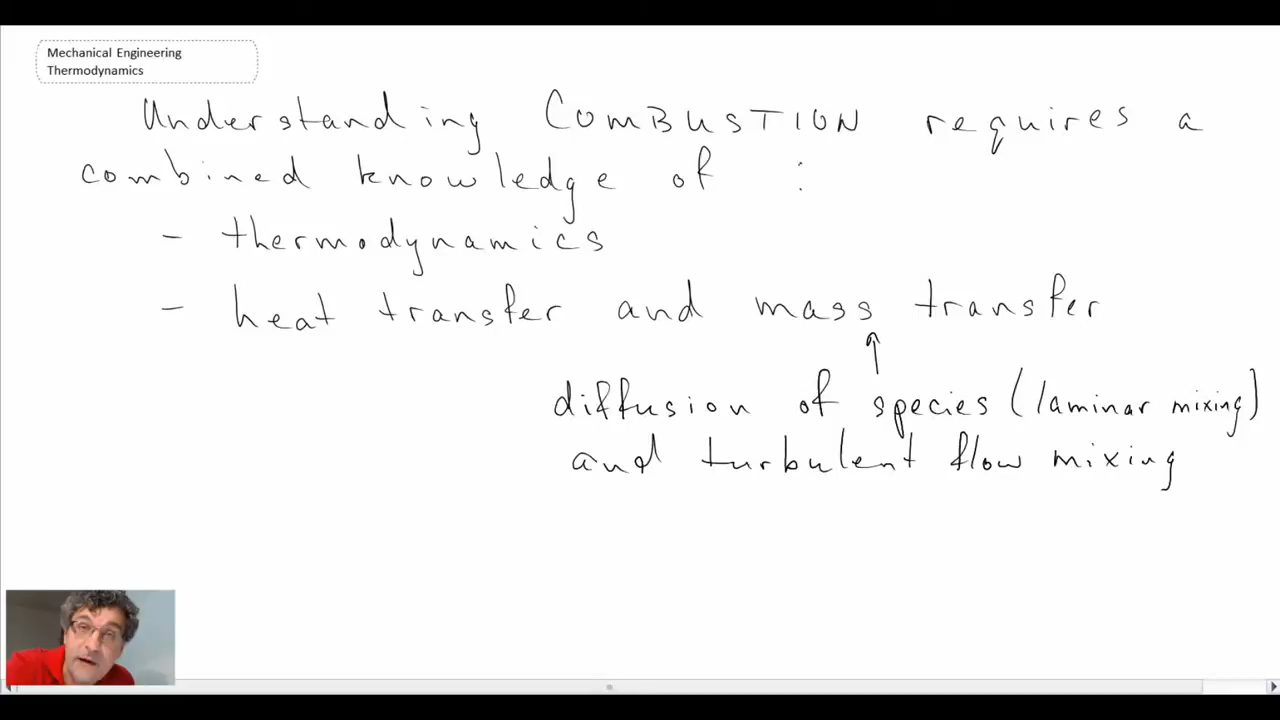 Mechanical Engineering
Thermodynamics
Understanding COMBUSTION requires a
combined knowledge of :
- thermodynamics
- heat transfer and mass transfer
diffusion of species (laminar mixing)
and turbulent flow mixing